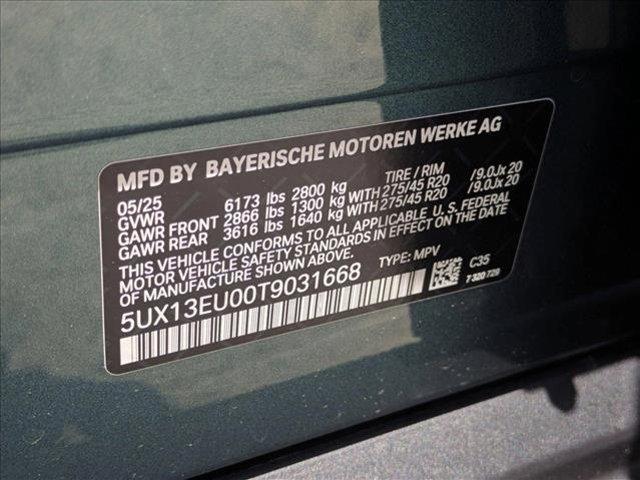 MFD BY BAYERISCHE MOTOREN WERKE AG
05/25 TIRE / RIM
GVWR 6173 lbs 2800 kg
GAWR FRONT 2866 lbs 1300 kg WITH 275/45 R20 /9.0Jx 20
GAWR REAR 3616 lbs 1640 kg WITH 275/45 R20 /9.0Jx 20
THIS VEHICLE CONFORMS TO ALL APPLICABLE U. S. FEDERAL
MOTOR VEHICLE SAFETY STANDARDS IN EFFECT ON THE DATE
OF MANUFACTURE SHOWN ABOVE.
5UX13EU00T9031668 TYPE: MPV C35
7 320 729